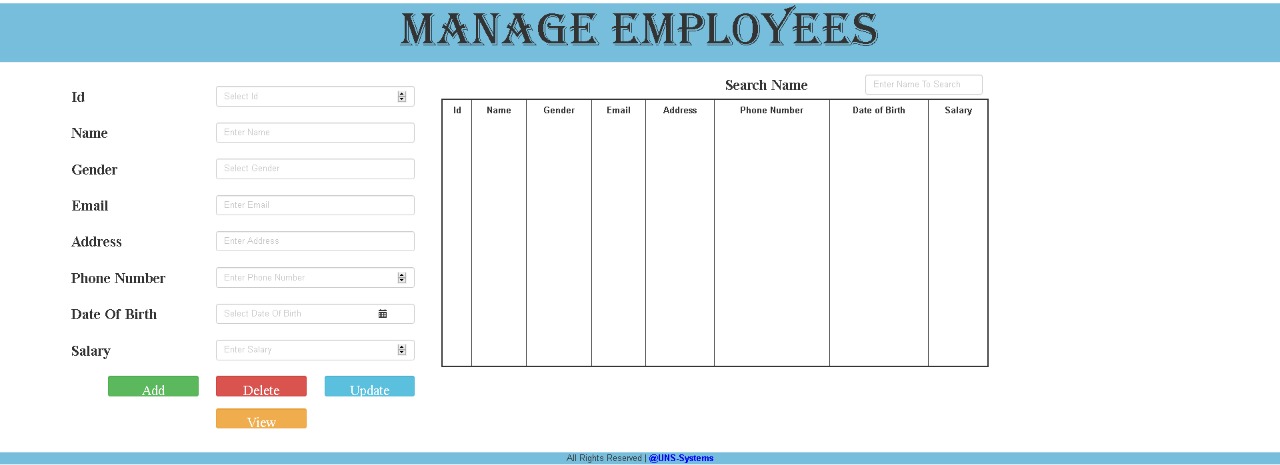 MANAGE EMPLOYEES
Search Name Enter Name To Search
Id Select Id
Name Enter Name
Gender Select Gender
Email Enter Email
Address Enter Address
Phone Number Enter Phone Number
Date Of Birth Select Date Of Birth
Salary Enter Salary
Add Delete Update
View
Id Name Gender Email Address Phone Number Date of Birth Salary
All Rights Reserved | @UNS-Systems